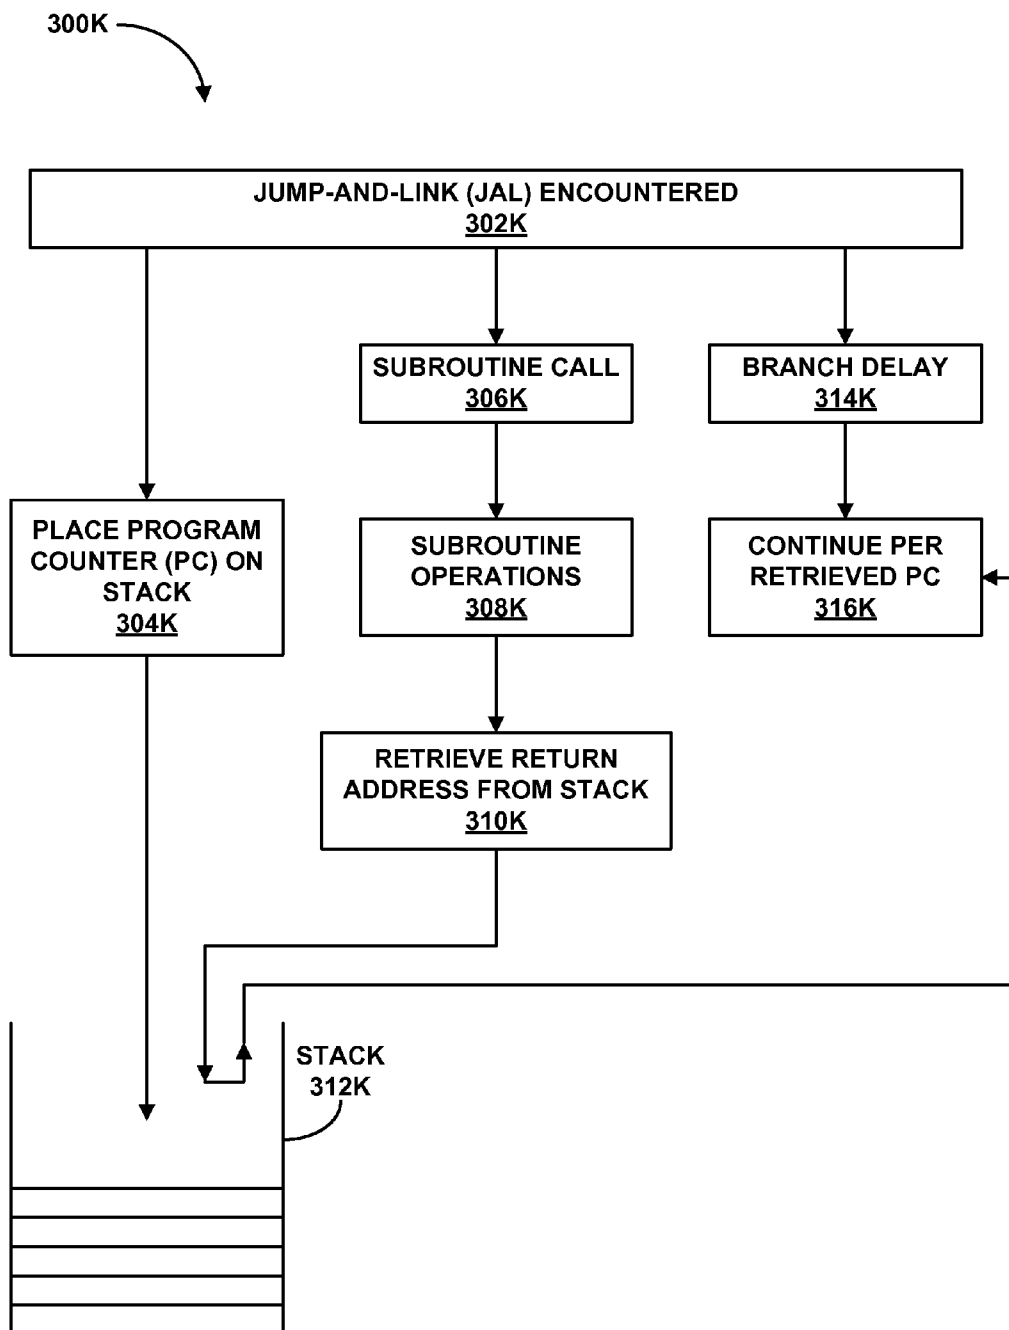 300K
JUMP-AND-LINK (JAL) ENCOUNTERED
302K
SUBROUTINE CALL
306K
BRANCH DELAY
314K
PLACE PROGRAM
COUNTER (PC) ON
STACK
304K
SUBROUTINE
OPERATIONS
308K
CONTINUE PER
RETRIEVED PC
316K
RETRIEVE RETURN
ADDRESS FROM STACK
310K
STACK
312K